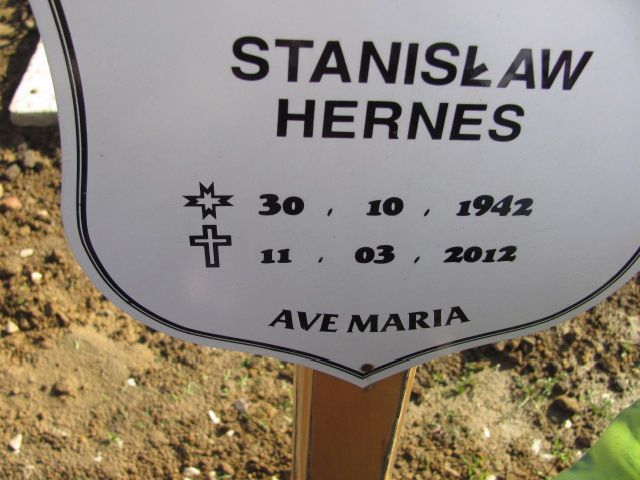 STANISŁAW
HERNES
30 . 10 . 1942
11 . 03 . 2012
AVE MARIA